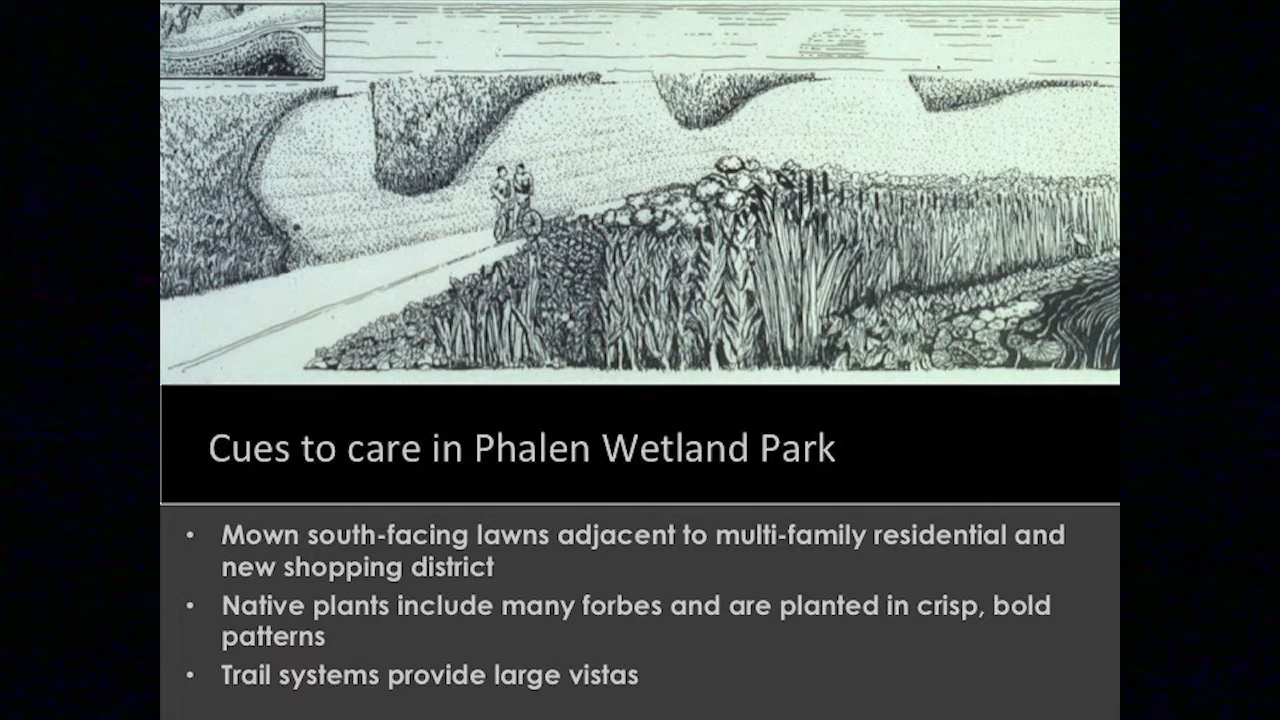 Cues to care in Phalen Wetland Park
• Mown south-facing lawns adjacent to multi-family residential and
new shopping district
• Native plants include many forbes and are planted in crisp, bold
patterns
• Trail systems provide large vistas